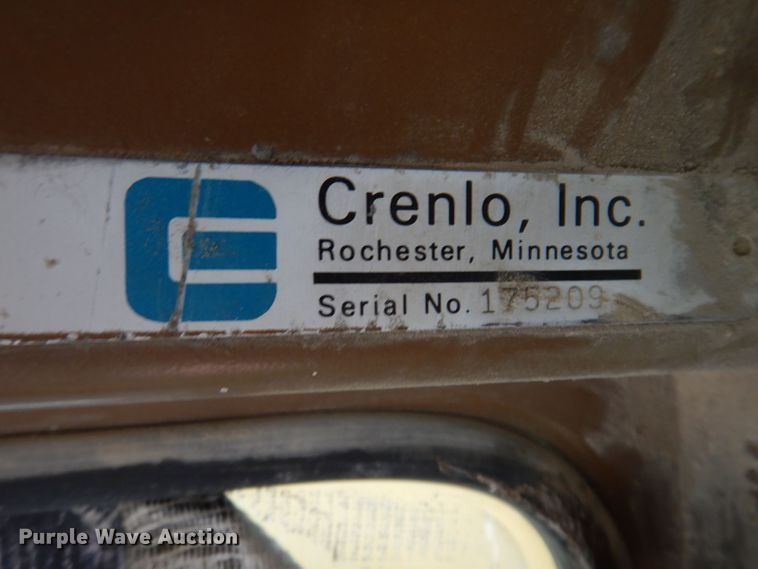 Crenlo, Inc.
Rochester, Minnesota
Serial No. 175209
Purple Wave Auction